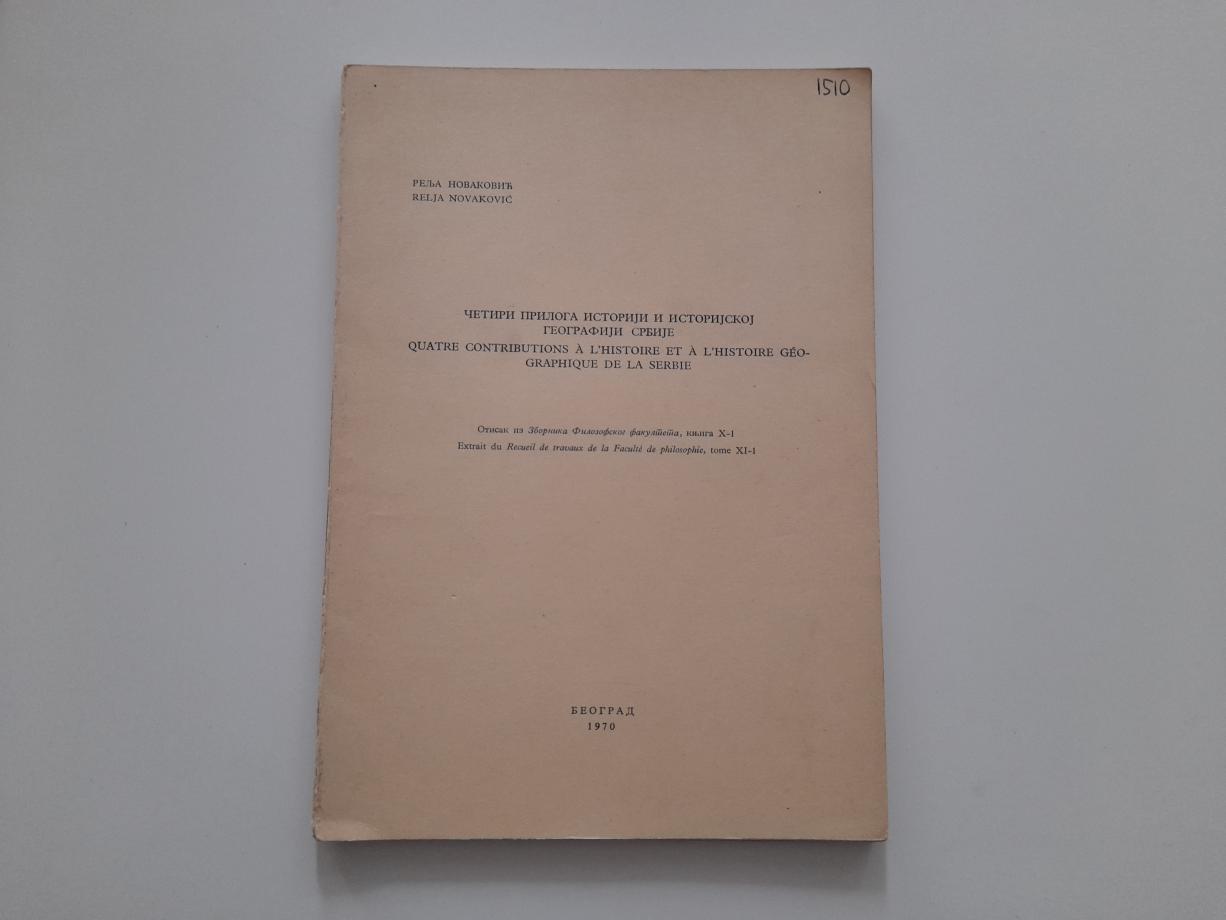 1510
РЕЉА НОВАКОВИЋ
RELJA NOVAKOVIĆ
ЧЕТИРИ ПРИЛОГА ИСТОРИЈИ И ИСТОРИЈСКОЈ
ГЕОГРАФИЈИ СРБИЈЕ
QUATRE CONTRIBUTIONS À L'HISTOIRE ET À L'HISTOIRE GÉO-
GRAPHIQUE DE LA SERBIE
Отисак из Зборника Филозофског факултета, књига X-1
Extrait du Recueil de travaux de la Faculté de philosophie, tome XI-1
БЕОГРАД
1970